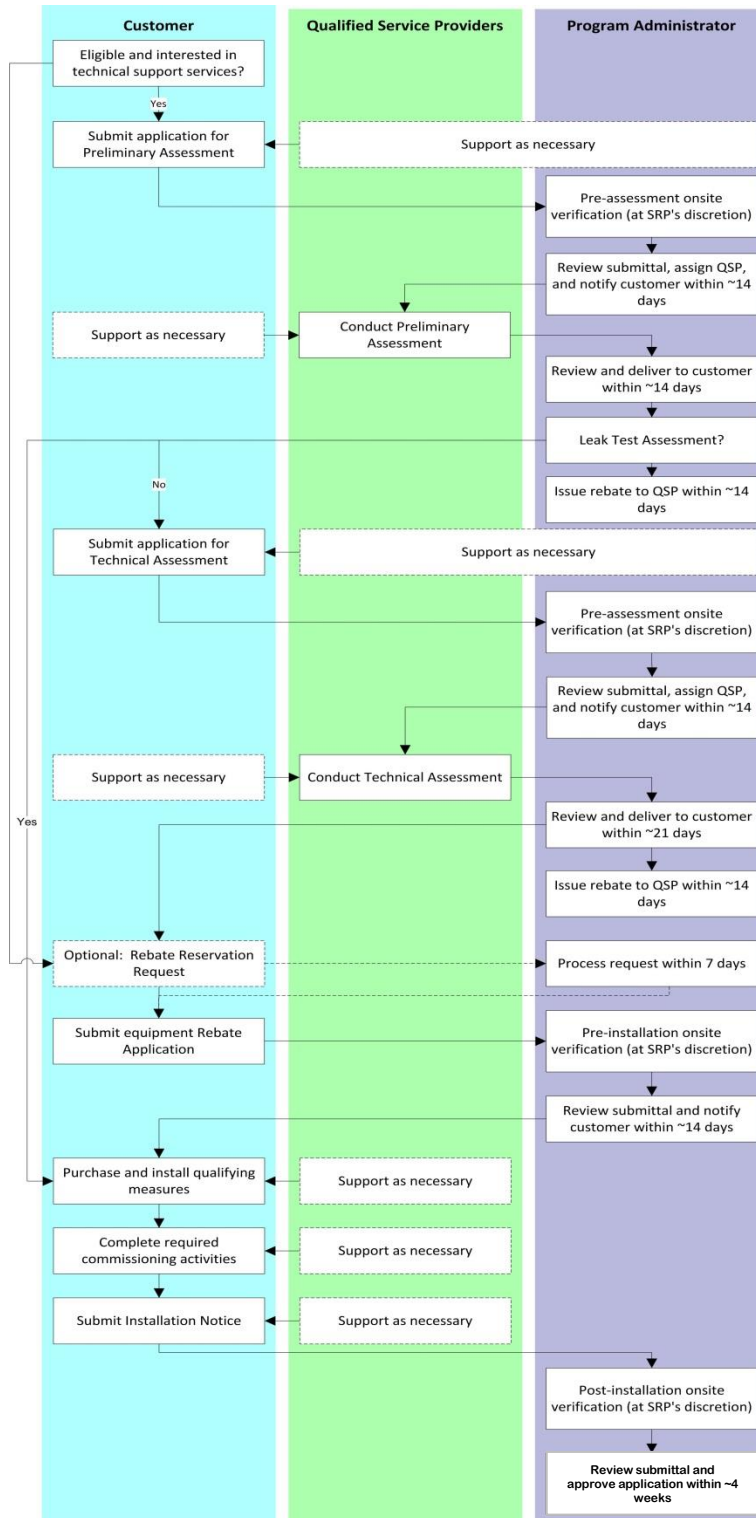 Customer
Qualified Service Providers
Program Administrator
Eligible and interested in
technical support services?
Yes
Submit application for
Preliminary Assessment
Support as necessary
Pre-assessment onsite
verification (at SRP's discretion)
Review submittal, assign QSP,
and notify customer within ~14
days
Support as necessary
Conduct Preliminary
Assessment
Review and deliver to customer
within ~14 days
Leak Test Assessment?
No
Issue rebate to QSP within ~14
days
Submit application for
Technical Assessment
Support as necessary
Pre-assessment onsite
verification (at SRP's discretion)
Review submittal, assign QSP,
and notify customer within ~14
days
Support as necessary
Conduct Technical Assessment
Yes
Review and deliver to customer
within ~21 days
Issue rebate to QSP within ~14
days
Optional: Rebate Reservation
Request
Process request within 7 days
Submit equipment Rebate
Application
Pre-installation onsite
verification (at SRP's discretion)
Review submittal and notify
customer within ~14 days
Purchase and install qualifying
measures
Support as necessary
Complete required
commissioning activities
Support as necessary
Submit Installation Notice
Support as necessary
Post-installation onsite
verification (at SRP's discretion)
Review submittal and
approve application within ~4
weeks